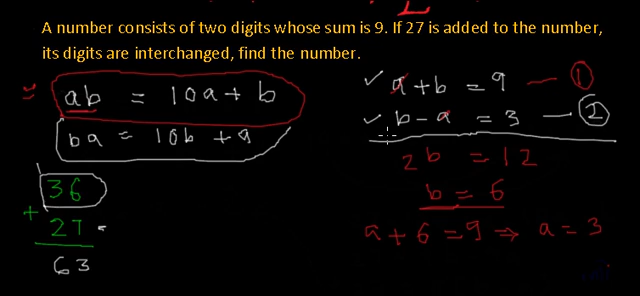 A number consists of two digits whose sum is 9. If 27 is added to the number,
its digits are interchanged, find the number.
ab = 10a + b
ba = 10b + a
36
+ 27
63
✓ a + b = 9 — ①
✓ b - a = 3 — ②
2b = 12
b = 6
a + 6 = 9 ⇒ a = 3